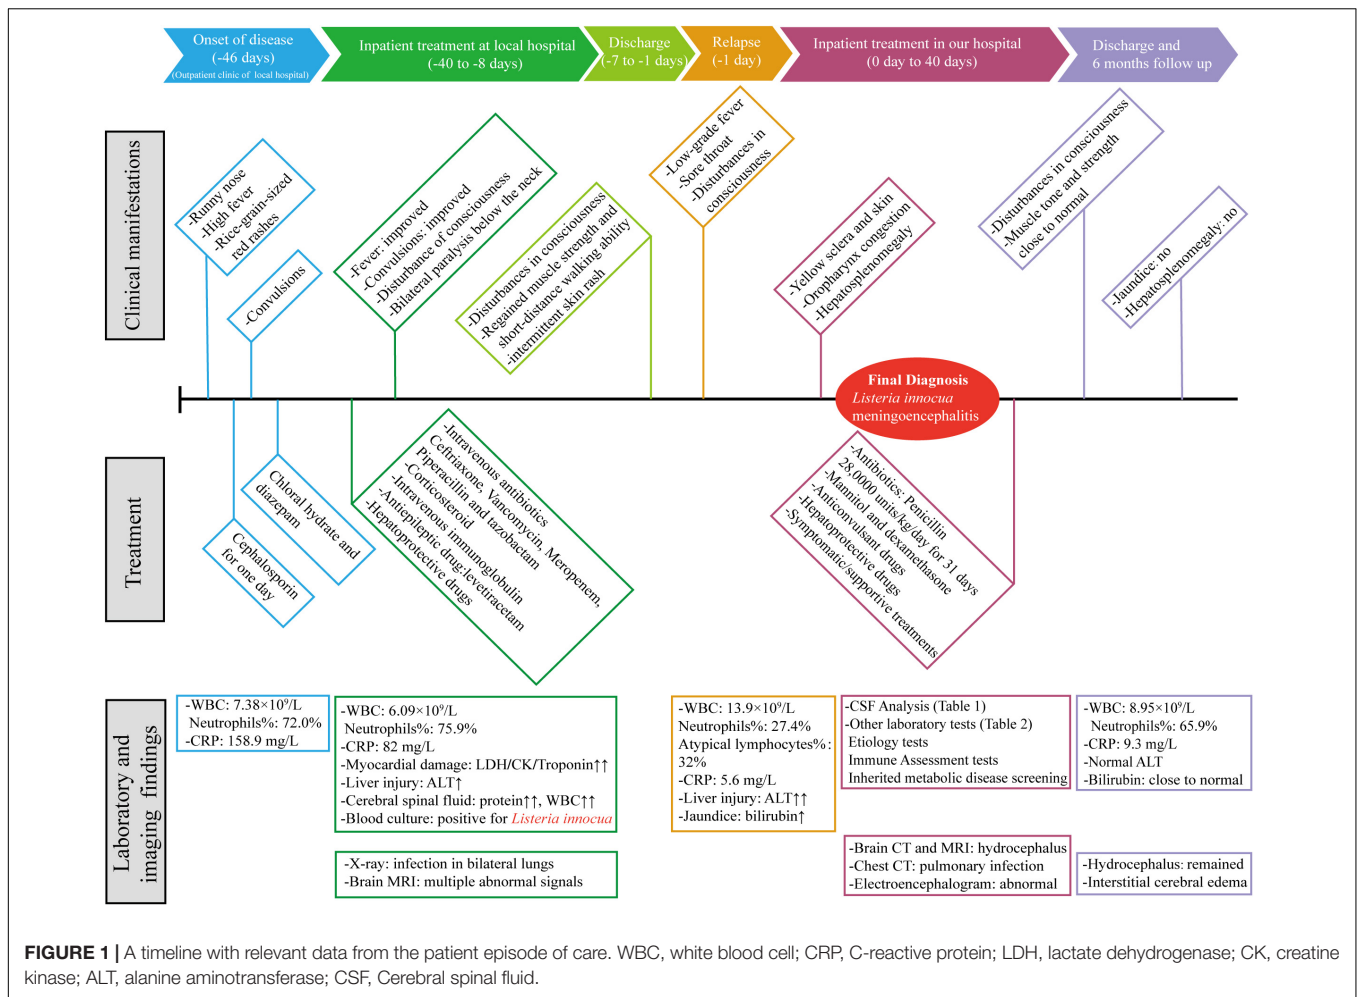 Onset of disease
(-46 days)
(Outpatient clinic of local hospital)
Inpatient treatment at local hospital
(-40 to -8 days)
Discharge
(-7 to -1 days)
Relapse
(-1 day)
Inpatient treatment in our hospital
(0 day to 40 days)
Discharge and
6 months follow up
Clinical manifestations
-Runny nose
-High fever
-Rice-grain-sized
red rashes
-Convulsions
-Fever: improved
-Convulsions: improved
-Disturbance of consciousness
-Bilateral paralysis below the neck
-Disturbances in consciousness
-Regained muscle strength and
short-distance walking ability
-intermittent skin rash
-Low-grade fever
-Sore throat
-Disturbances in
consciousness
-Yellow sclera and skin
-Oropharynx congestion
-Hepatosplenomegaly
-Disturbances in consciousness
-Muscle tone and strength
close to normal
-Jaundice: no
-Hepatosplenomegaly: no
Final Diagnosis
Listeria innocua
meningoencephalitis
Treatment
Cephalosporin
for one day
Chloral hydrate and
diazepam
-Intravenous antibiotics
Ceftriaxone, Vancomycin, Meropenem,
Piperacillin and tazobactam
-Corticosteroid
-Intravenous immunoglobulin
-Antiepileptic drug:levetiracetam
-Hepatoprotective drugs
-Antibiotics: Penicillin
28,0000 units/kg/day for 31 days
-Mannitol and dexamethasone
-Anticonvulsant drugs
-Hepatoprotective drugs
-Symptomatic/supportive treatments
Laboratory and
imaging findings
-WBC: 7.38×10⁹/L
Neutrophils%: 72.0%
-CRP: 158.9 mg/L
-WBC: 6.09×10⁹/L
Neutrophils%: 75.9%
-CRP: 82 mg/L
-Myocardial damage: LDH/CK/Troponin↑↑
-Liver injury: ALT↑
-Cerebral spinal fluid: protein↑↑, WBC↑↑
-Blood culture: positive for Listeria innocua
-X-ray: infection in bilateral lungs
-Brain MRI: multiple abnormal signals
-WBC: 13.9×10⁹/L
Neutrophils%: 27.4%
Atypical lymphocytes%:
32%
-CRP: 5.6 mg/L
-Liver injury: ALT↑↑
-Jaundice: bilirubin↑
-CSF Analysis (Table 1)
-Other laboratory tests (Table 2)
Etiology tests
Immune Assessment tests
Inherited metabolic disease screening
-Brain CT and MRI: hydrocephalus
-Chest CT: pulmonary infection
-Electroencephalogram: abnormal
-WBC: 8.95×10⁹/L
Neutrophils%: 65.9%
-CRP: 9.3 mg/L
-Normal ALT
-Bilirubin: close to normal
-Hydrocephalus: remained
-Interstitial cerebral edema
FIGURE 1 | A timeline with relevant data from the patient episode of care. WBC, white blood cell; CRP, C-reactive protein; LDH, lactate dehydrogenase; CK, creatine
kinase; ALT, alanine aminotransferase; CSF, Cerebral spinal fluid.